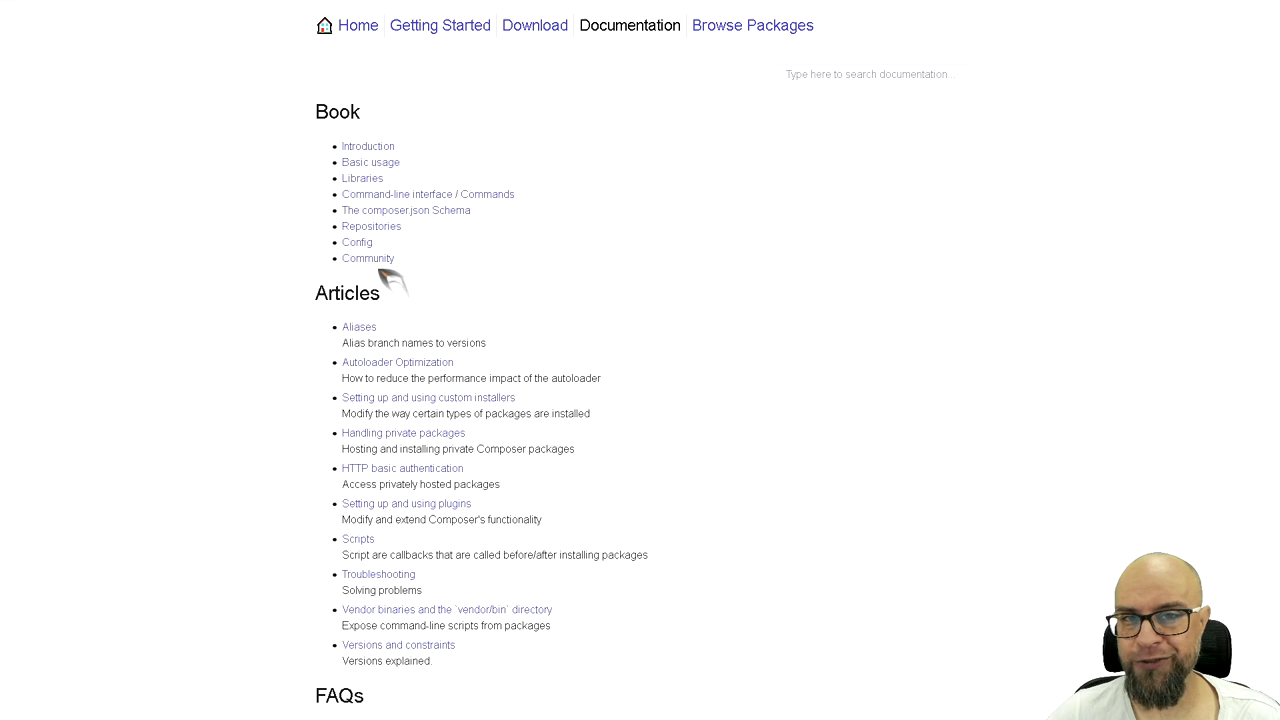 Home Getting Started Download Documentation Browse Packages
Type here to search documentation...
Book
Introduction
Basic usage
Libraries
Command-line interface / Commands
The composer.json Schema
Repositories
Config
Community
Articles
Aliases
Alias branch names to versions
Autoloader Optimization
How to reduce the performance impact of the autoloader
Setting up and using custom installers
Modify the way certain types of packages are installed
Handling private packages
Hosting and installing private Composer packages
HTTP basic authentication
Access privately hosted packages
Setting up and using plugins
Modify and extend Composer's functionality
Scripts
Script are callbacks that are called before/after installing packages
Troubleshooting
Solving problems
Vendor binaries and the `vendor/bin` directory
Expose command-line scripts from packages
Versions and constraints
Versions explained.
FAQs